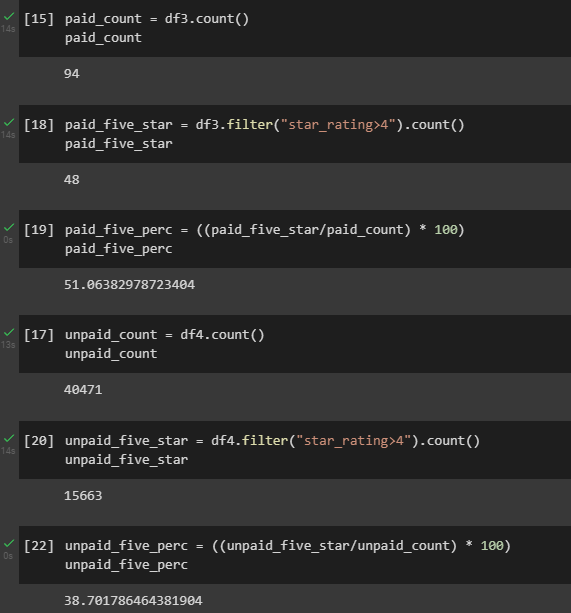 [15] paid_count = df3.count()
paid_count
14s
94
[18] paid_five_star = df3.filter("star_rating>4").count()
paid_five_star
14s
48
[19] paid_five_perc = ((paid_five_star/paid_count) * 100)
paid_five_perc
0s
51.06382978723404
[17] unpaid_count = df4.count()
unpaid_count
13s
40471
[20] unpaid_five_star = df4.filter("star_rating>4").count()
unpaid_five_star
14s
15663
[22] unpaid_five_perc = ((unpaid_five_star/unpaid_count) * 100)
unpaid_five_perc
0s
38.701786464381904